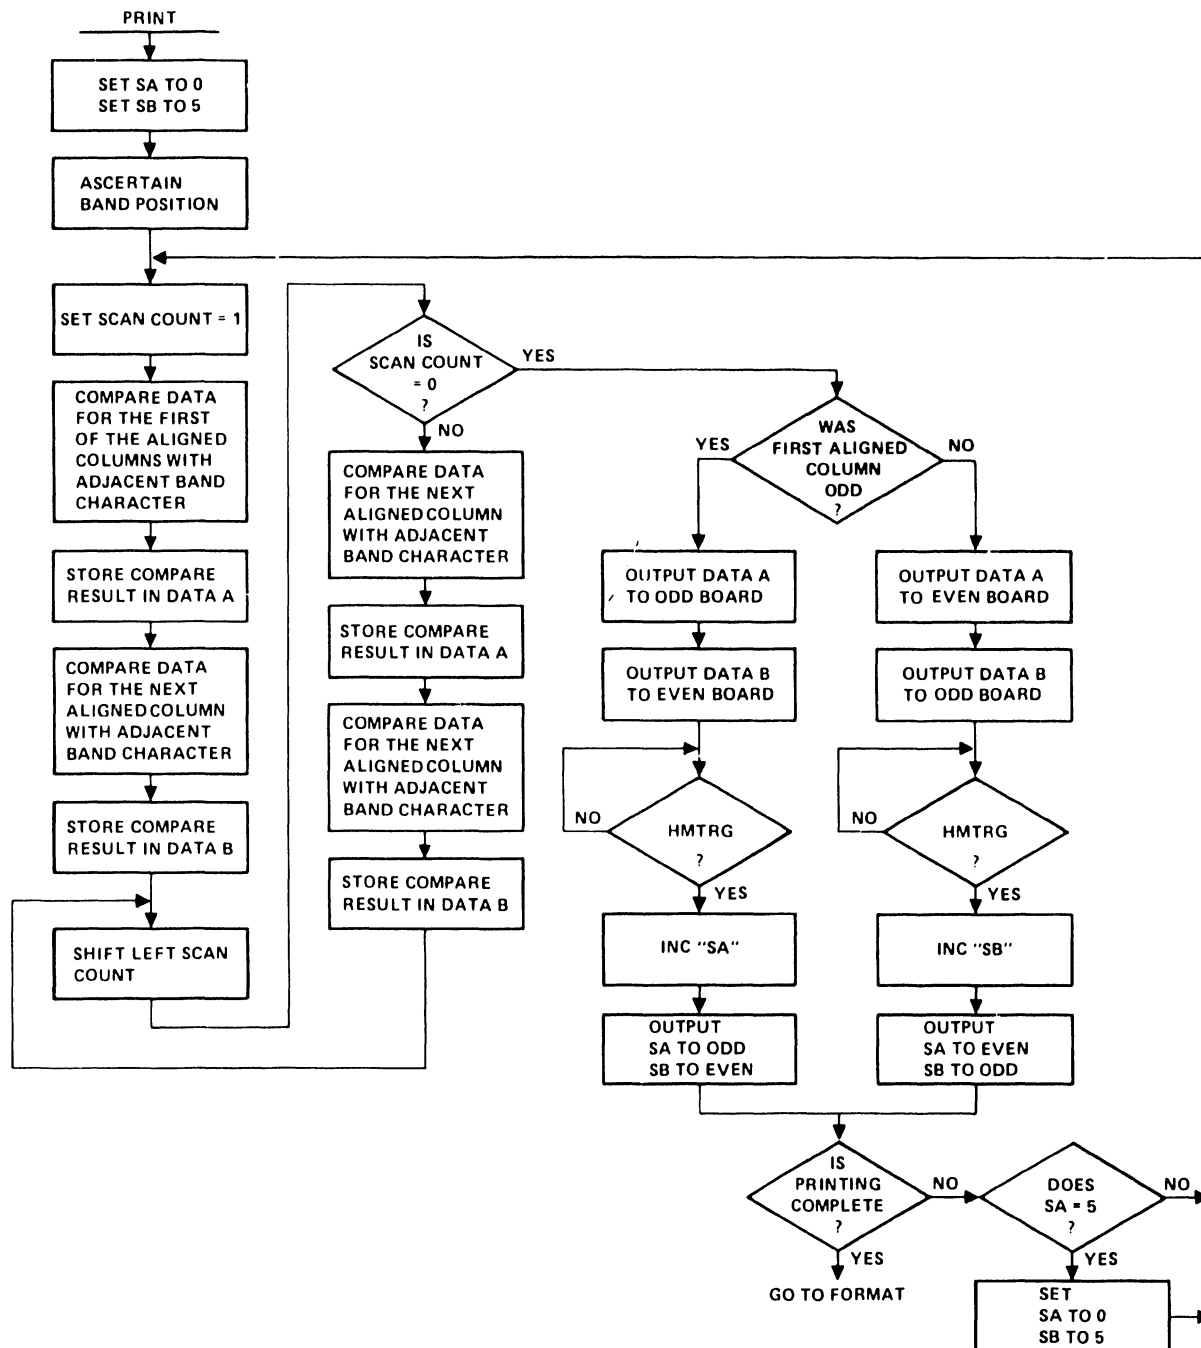 PRINT
SET SA TO 0
SET SB TO 5
ASCERTAIN
BAND POSITION
SET SCAN COUNT = 1
COMPARE DATA
FOR THE FIRST
OF THE ALIGNED
COLUMNS WITH
ADJACENT BAND
CHARACTER
STORE COMPARE
RESULT IN DATA A
COMPARE DATA
FOR THE NEXT
ALIGNED COLUMN
WITH ADJACENT
BAND CHARACTER
STORE COMPARE
RESULT IN DATA B
SHIFT LEFT SCAN
COUNT
IS
SCAN COUNT
= 0
?
YES
NO
COMPARE DATA
FOR THE NEXT
ALIGNED COLUMN
WITH ADJACENT
BAND CHARACTER
STORE COMPARE
RESULT IN DATA A
COMPARE DATA
FOR THE NEXT
ALIGNED COLUMN
WITH ADJACENT
BAND CHARACTER
STORE COMPARE
RESULT IN DATA B
WAS
FIRST ALIGNED
COLUMN
ODD
?
YES
NO
OUTPUT DATA A
TO ODD BOARD
OUTPUT DATA B
TO EVEN BOARD
HMTRG
?
NO
YES
INC "SA"
OUTPUT
SA TO ODD
SB TO EVEN
OUTPUT DATA A
TO EVEN BOARD
OUTPUT DATA B
TO ODD BOARD
HMTRG
?
NO
YES
INC "SB"
OUTPUT
SA TO EVEN
SB TO ODD
IS
PRINTING
COMPLETE
?
NO
YES
GO TO FORMAT
DOES
SA = 5
?
NO
YES
SET
SA TO 0
SB TO 5